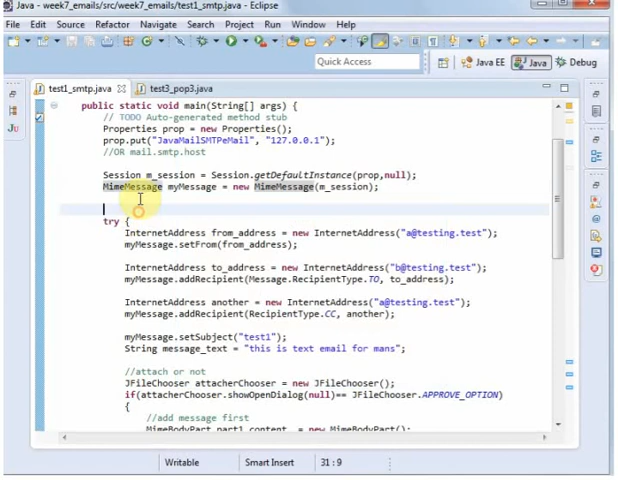 Java - week7_emails/src/week7_emails/test1_smtp.java - Eclipse
File Edit Source Refactor Navigate Search Project Run Window Help
Quick Access
Java EE Java Debug
test1_smtp.java test3_pop3.java
public static void main(String[] args) {
// TODO Auto-generated method stub
Properties prop = new Properties();
prop.put("JavaMailSMTPeMail", "127.0.0.1");
//OR mail.smtp.host
Session m_session = Session.getDefaultInstance(prop,null);
MimeMessage myMessage = new MimeMessage(m_session);
try {
InternetAddress from_address = new InternetAddress("a@testing.test");
myMessage.setFrom(from_address);
InternetAddress to_address = new InternetAddress("b@testing.test");
myMessage.addRecipient(Message.RecipientType.TO, to_address);
InternetAddress another = new InternetAddress("a@testing.test");
myMessage.addRecipient(RecipientType.CC, another);
myMessage.setSubject("test1");
String message_text = "this is text email for mans";
//attach or not
JFileChooser attacherChooser = new JFileChooser();
if(attacherChooser.showOpenDialog(null)== JFileChooser.APPROVE_OPTION)
{
//add message first
MimeBodyPart part1_content = new MimeBodyPart();
Writable Smart Insert 31 : 9